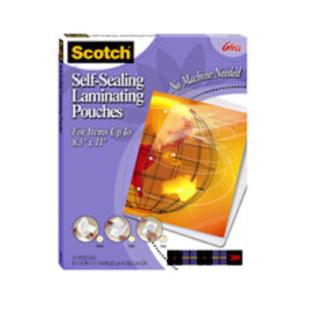 Scotch
Gloss
Self-Sealing
Laminating
Pouches
No Machine Needed
For Items Up to
8.5" x 11"
3M